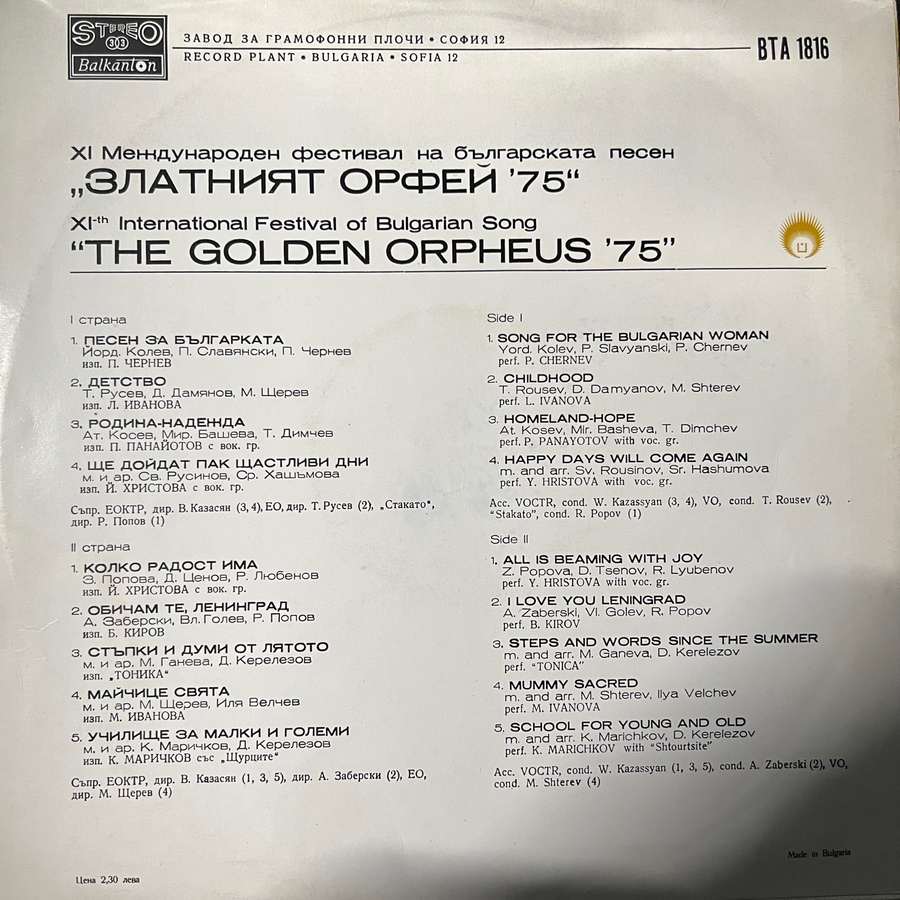 STEREO
33
Balkanton
ЗАВОД ЗА ГРАМОФОННИ ПЛОЧИ • СОФИЯ 12
RECORD PLANT • BULGARIA • SOFIA 12
ВТА 1816
XI Международен фестивал на българската песен
„ЗЛАТНИЯТ ОРФЕЙ '75“
XI-th International Festival of Bulgarian Song
“THE GOLDEN ORPHEUS '75”
I страна
1. ПЕСЕН ЗА БЪЛГАРКАТА
Йорд. Колев, П. Славянски, П. Чернев
изп. П. ЧЕРНЕВ
2. ДЕТСТВО
Т. Русев, Д. Дамянов, М. Щерев
изп. Л. ИВАНОВА
3. РОДИНА-НАДЕЖДА
Ат. Косев, Мир. Башева, Т. Димчев
изп. П. ПАНАЙОТОВ с вок. гр.
4. ЩЕ ДОЙДАТ ПАК ЩАСТЛИВИ ДНИ
м. и ар. Св. Русинов, Ср. Хашъмова
изп. Й. ХРИСТОВА с вок. гр.
Съпр. ЕОКТР, дир. В. Казасян (3, 4), ЕО, дир. Т. Русев (2), „Стакато“,
дир. Р. Попов (1)
II страна
1. КОЛКО РАДОСТ ИМА
З. Попова, Д. Ценов, Р. Любенов
изп. Й. ХРИСТОВА с вок. гр.
2. ОБИЧАМ ТЕ, ЛЕНИНГРАД
А. Заберски, Вл. Голев, Р. Попов
изп. Б. КИРОВ
3. СТЪПКИ И ДУМИ ОТ ЛЯТОТО
м. и ар. М. Ганева, Д. Керелезов
изп. „ТОНИКА“
4. МАЙЧИЦЕ СВЯТА
м. и ар. М. Щерев, Иля Велчев
изп. М. ИВАНОВА
5. УЧИЛИЩЕ ЗА МАЛКИ И ГОЛЕМИ
м. и ар. К. Маричков, Д. Керелезов
изп. К. МАРИЧКОВ със „Щурците“
Съпр. ЕОКТР, дир. В. Казасян (1, 3, 5), дир. А. Заберски (2), ЕО,
дир. М. Щерев (4)
Side I
1. SONG FOR THE BULGARIAN WOMAN
Yord. Kolev, P. Slavyanski, P. Chernev
perf. P. CHERNEV
2. CHILDHOOD
T. Rousev, D. Damyanov, M. Shterev
perf. L. IVANOVA
3. HOMELAND-HOPE
At. Kosev, Mir. Basheva, T. Dimchev
perf. P. PANAYOTOV with voc. gr.
4. HAPPY DAYS WILL COME AGAIN
m. and arr. Sv. Rousinov, Sr. Hashumova
perf. Y. HRISTOVA with voc. gr.
Acc. VOCTR, cond. W. Kazassyan (3, 4), VO, cond. T. Rousev (2),
“Stakato”, cond. R. Popov (1)
Side II
1. ALL IS BEAMING WITH JOY
Z. Popova, D. Tsenov, R. Lyubenov
perf. Y. HRISTOVA with voc. gr.
2. I LOVE YOU LENINGRAD
A. Zaberski, Vl. Golev, R. Popov
perf. B. KIROV
3. STEPS AND WORDS SINCE THE SUMMER
m. and arr. M. Ganeva, D. Kerelezov
perf. “TONICA”
4. MUMMY SACRED
m. and arr. M. Shterev, Ilya Velchev
perf. M. IVANOVA
5. SCHOOL FOR YOUNG AND OLD
m. and arr. K. Marichkov, D. Kerelezov
perf. K. MARICHKOV with “Shtourtsite”
Acc. VOCTR, cond. W. Kazassyan (1, 3, 5), cond. A. Zaberski (2), VO,
cond. M. Shterev (4)
Made in Bulgaria
Цена 2,30 лева